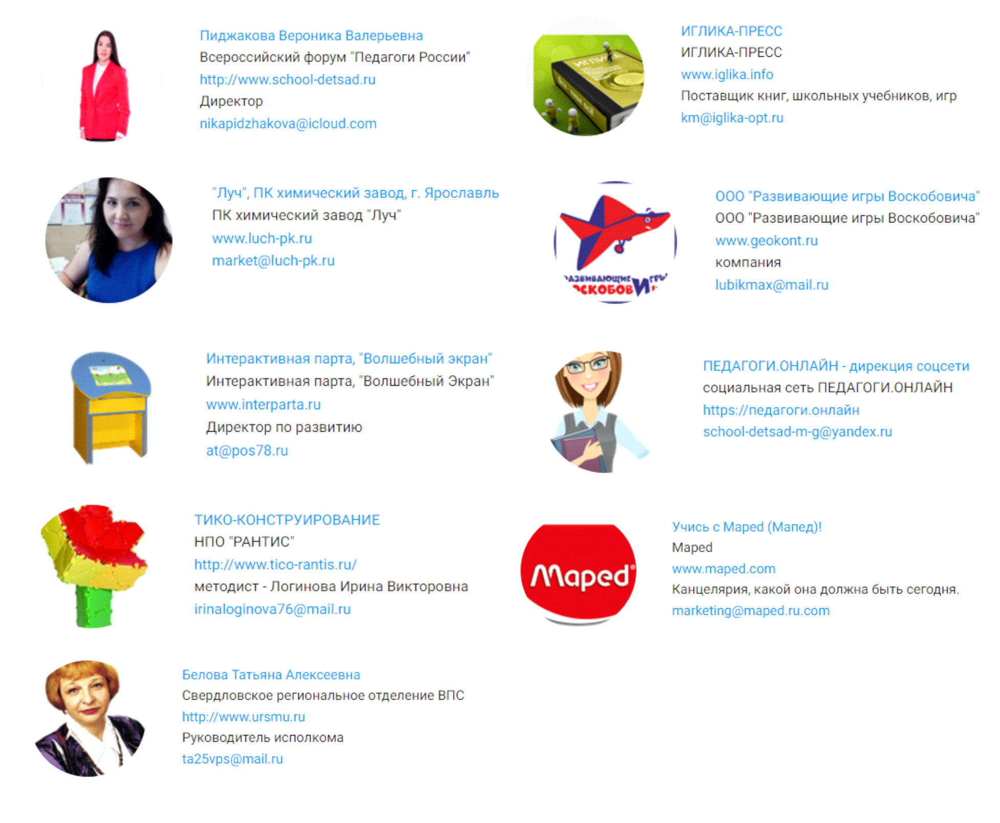 Пиджакова Вероника Валерьевна
Всероссийский форум "Педагоги России"
http://www.school-detsad.ru
Директор
nikapidzhakova@icloud.com
ИГЛИКА-ПРЕСС
ИГЛИКА-ПРЕСС
www.iglika.info
Поставщик книг, школьных учебников, игр
km@iglika-opt.ru
"Луч", ПК химический завод, г. Ярославль
ПК химический завод "Луч"
www.luch-pk.ru
market@luch-pk.ru
ООО "Развивающие игры Воскобовича"
ООО "Развивающие игры Воскобовича"
www.geokont.ru
компания
lubikmax@mail.ru
Интерактивная парта, "Волшебный экран"
Интерактивная парта, "Волшебный Экран"
www.interparta.ru
Директор по развитию
at@pos78.ru
ПЕДАГОГИ.ОНЛАЙН - дирекция соцсети
социальная сеть ПЕДАГОГИ.ОНЛАЙН
https://педагоги.онлайн
school-detsad-m-g@yandex.ru
ТИКО-КОНСТРУИРОВАНИЕ
НПО "РАНТИС"
http://www.tico-rantis.ru/
методист - Логинова Ирина Викторовна
irinaloginova76@mail.ru
Maped®
Учись с Maped (Мапед)!
Maped
www.maped.com
Канцелярия, какой она должна быть сегодня.
marketing@maped.ru.com
Белова Татьяна Алексеевна
Свердловское региональное отделение ВПС
http://www.ursmu.ru
Руководитель исполкома
ta25vps@mail.ru